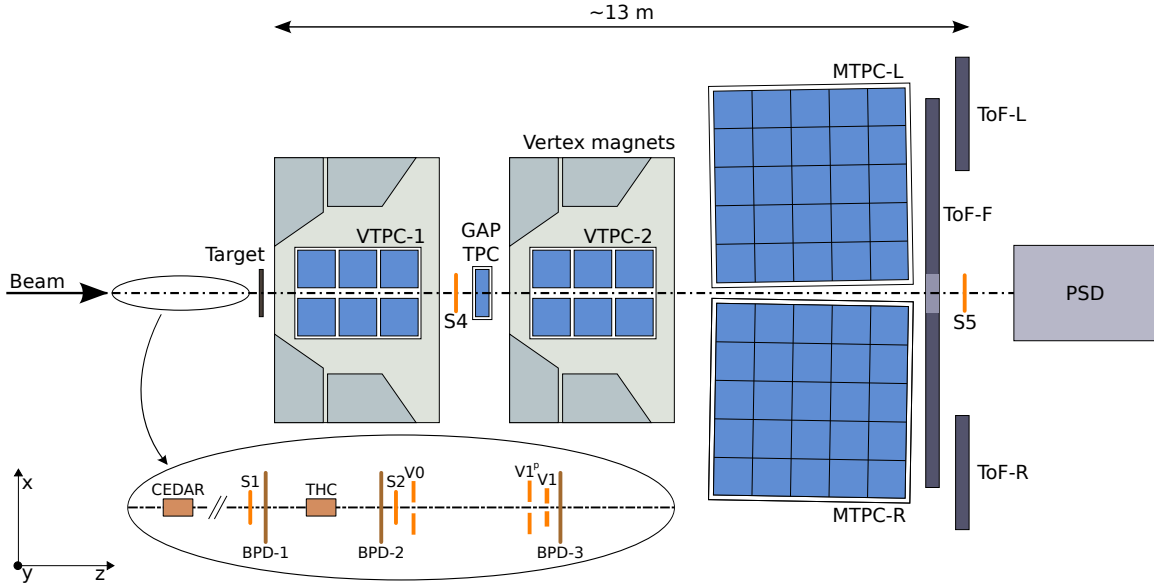 ~13 m
MTPC-L
ToF-L
Vertex magnets
ToF-F
GAP
TPC
VTPC-1
VTPC-2
Target
Beam
PSD
S4
S5
x
y
z
CEDAR
S1
THC
S2
V0
V1ᵖ
V1
BPD-1
BPD-2
BPD-3
ToF-R
MTPC-R